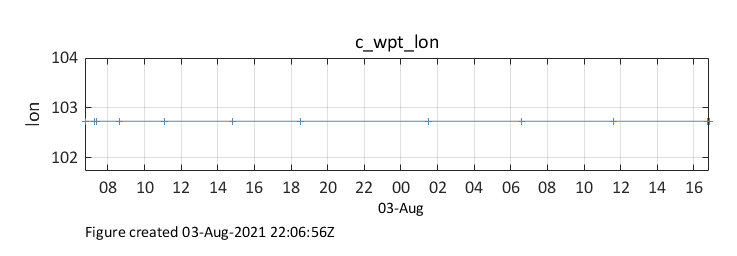 c_wpt_lon
104
103
102
lon
08 10 12 14 16 18 20 22 00 02 04 06 08 10 12 14 16
03-Aug
Figure created 03-Aug-2021 22:06:56Z